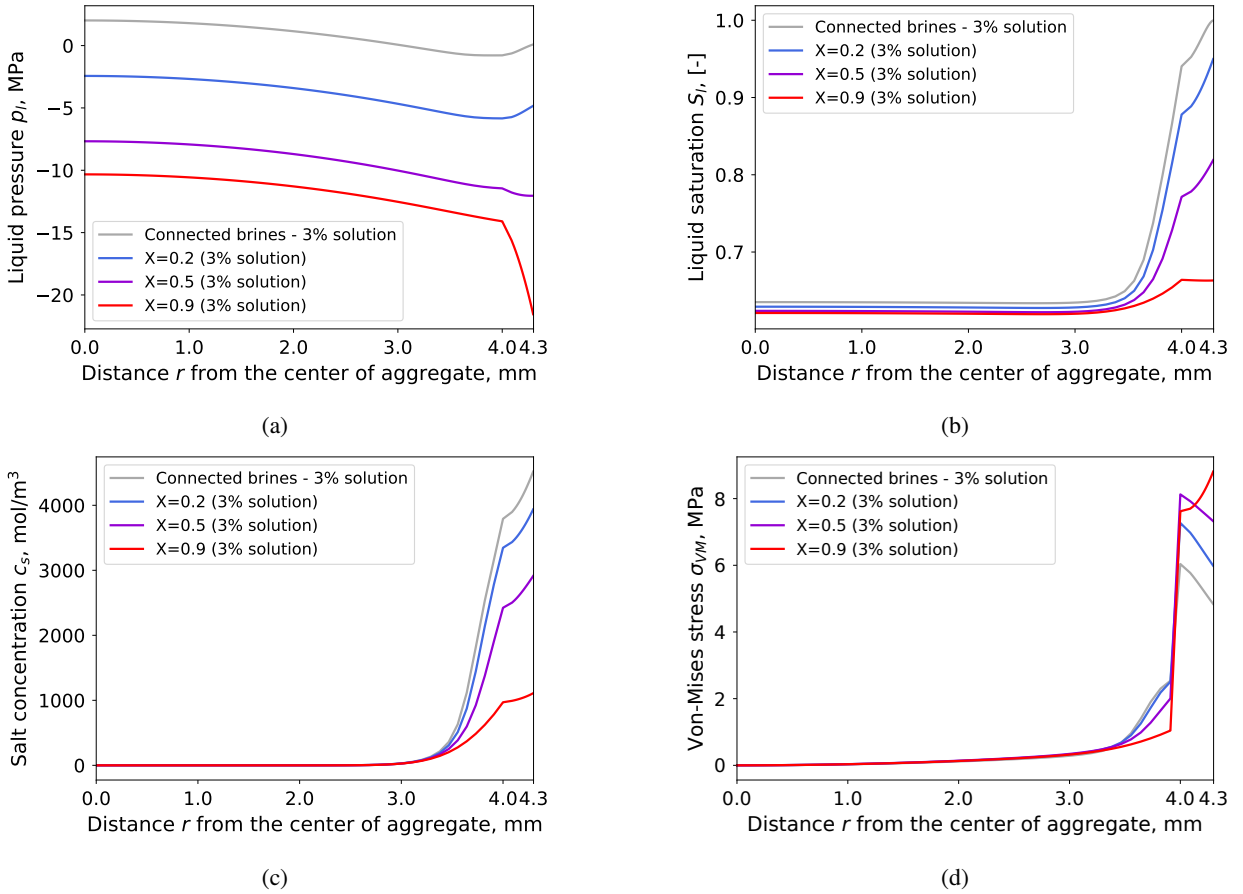 0
−5
−10
−15
−20
Liquid pressure p_l, MPa
Connected brines - 3% solution
X=0.2 (3% solution)
X=0.5 (3% solution)
X=0.9 (3% solution)
0.0 1.0 2.0 3.0 4.0 4.3
Distance r from the center of aggregate, mm
(a)
1.0
0.9
0.8
0.7
Liquid saturation S_l, [-]
Connected brines - 3% solution
X=0.2 (3% solution)
X=0.5 (3% solution)
X=0.9 (3% solution)
0.0 1.0 2.0 3.0 4.0 4.3
Distance r from the center of aggregate, mm
(b)
4000
3000
2000
1000
0
Salt concentration c_s, mol/m³
Connected brines - 3% solution
X=0.2 (3% solution)
X=0.5 (3% solution)
X=0.9 (3% solution)
0.0 1.0 2.0 3.0 4.0 4.3
Distance r from the center of aggregate, mm
(c)
8
6
4
2
0
Von-Mises stress σ_VM, MPa
Connected brines - 3% solution
X=0.2 (3% solution)
X=0.5 (3% solution)
X=0.9 (3% solution)
0.0 1.0 2.0 3.0 4.0 4.3
Distance r from the center of aggregate, mm
(d)